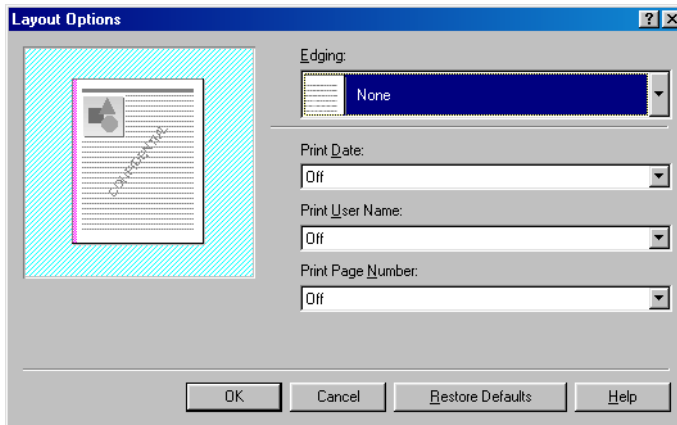 Layout Options
Edging:
None
Print Date:
Off
CONFIDENTIAL
Print User Name:
Off
Print Page Number:
Off
OK Cancel Restore Defaults Help